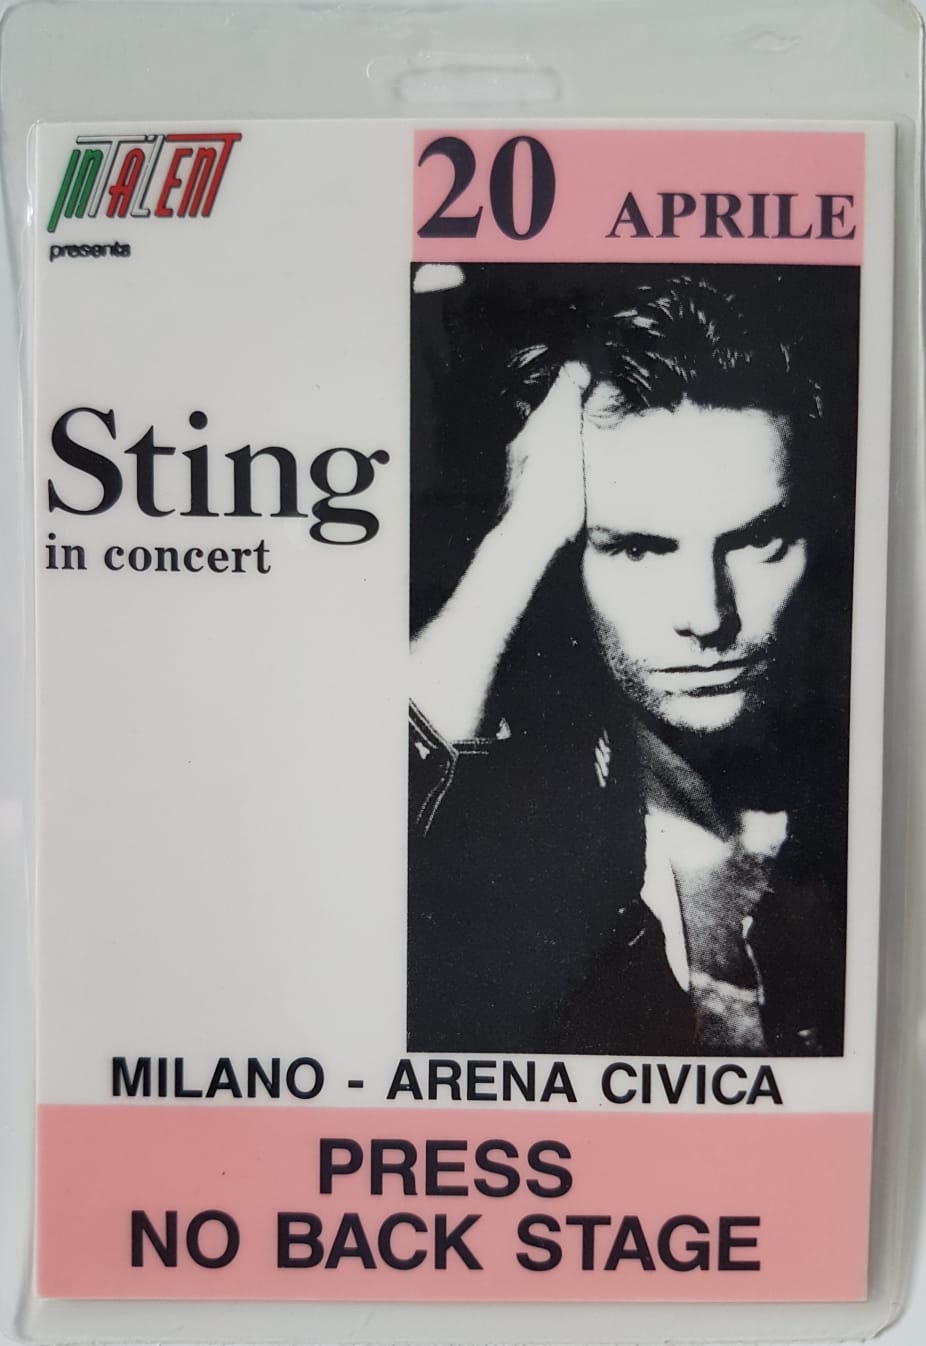 INTALENT
presents
20 APRILE
Sting
in concert
MILANO - ARENA CIVICA
PRESS
NO BACK STAGE